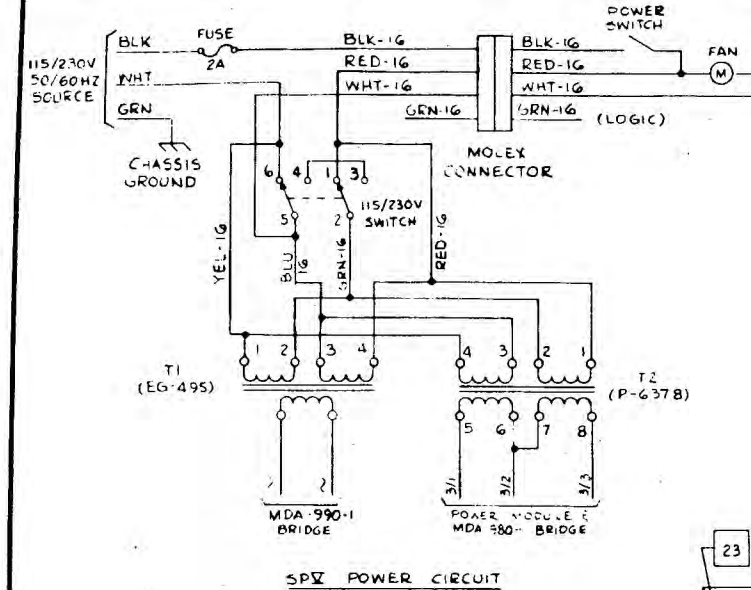 POWER
SWITCH
FUSE
2A
BLK
BLK-16
BLK-16
FAN
M
115/230V
50/60HZ
SOURCE
RED-16
RED-16
WHT
WHT-16
WHT-16
GRN
GRN-16
GRN-16
(LOGIC)
CHASSIS
GROUND
MOLEX
CONNECTOR
6
4
1
3
115/230V
SWITCH
5
2
YEL-16
BLU
16
GRN-16
RED-16
1
2
3
4
4
3
2
1
T1
(EG-495)
T2
(P-6378)
5
6
7
8
3/1
3/2
3/3
MDA-990-1
BRIDGE
POWER MODULE &
BRIDGE
SPV POWER CIRCUIT
23